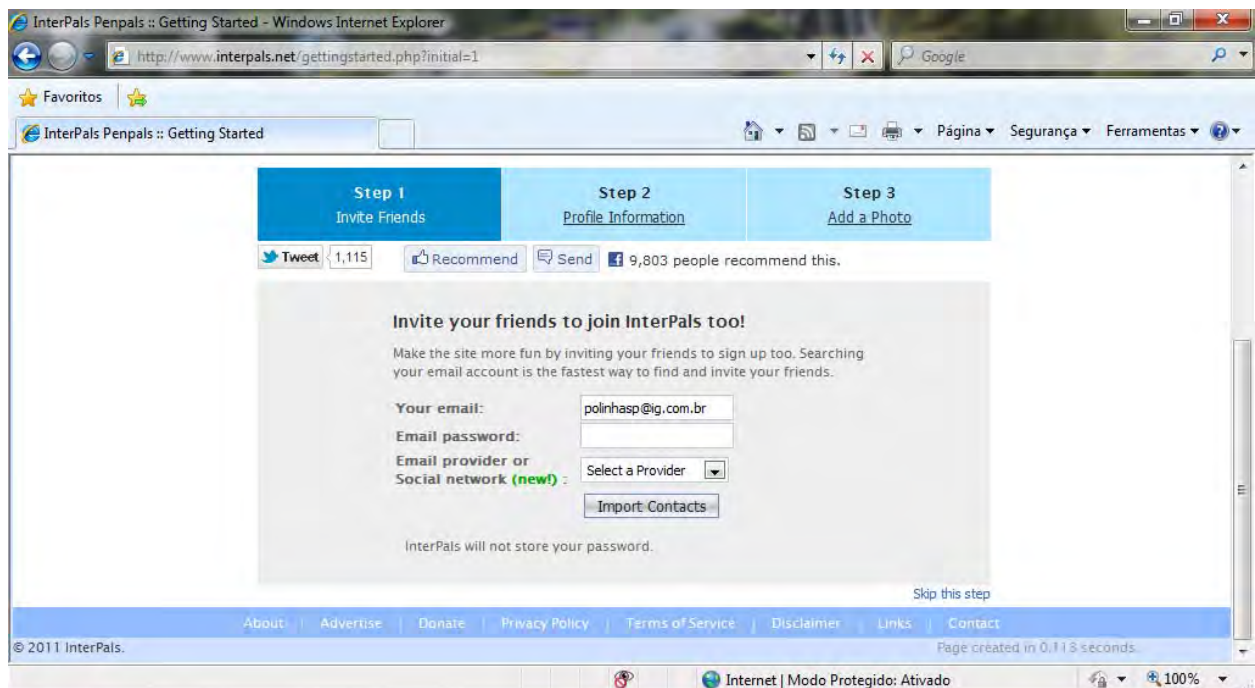 InterPals Penpals :: Getting Started - Windows Internet Explorer
http://www.interpals.net/gettingstarted.php?initial=1
Google
Favoritos
InterPals Penpals :: Getting Started
Página
Segurança
Ferramentas
Step 1
Invite Friends
Step 2
Profile Information
Step 3
Add a Photo
Tweet 1,115 Recommend Send 9,803 people recommend this.
Invite your friends to join InterPals too!
Make the site more fun by inviting your friends to sign up too. Searching
your email account is the fastest way to find and invite your friends.
Your email: polinhasp@ig.com.br
Email password:
Email provider or
Social network (new!) :
Select a Provider
Import Contacts
InterPals will not store your password.
Skip this step
About | Advertise | Donate | Privacy Policy | Terms of Service | Disclaimer | Links | Contact
© 2011 InterPals. Page created in 0.113 seconds.
Internet | Modo Protegido: Ativado 100%